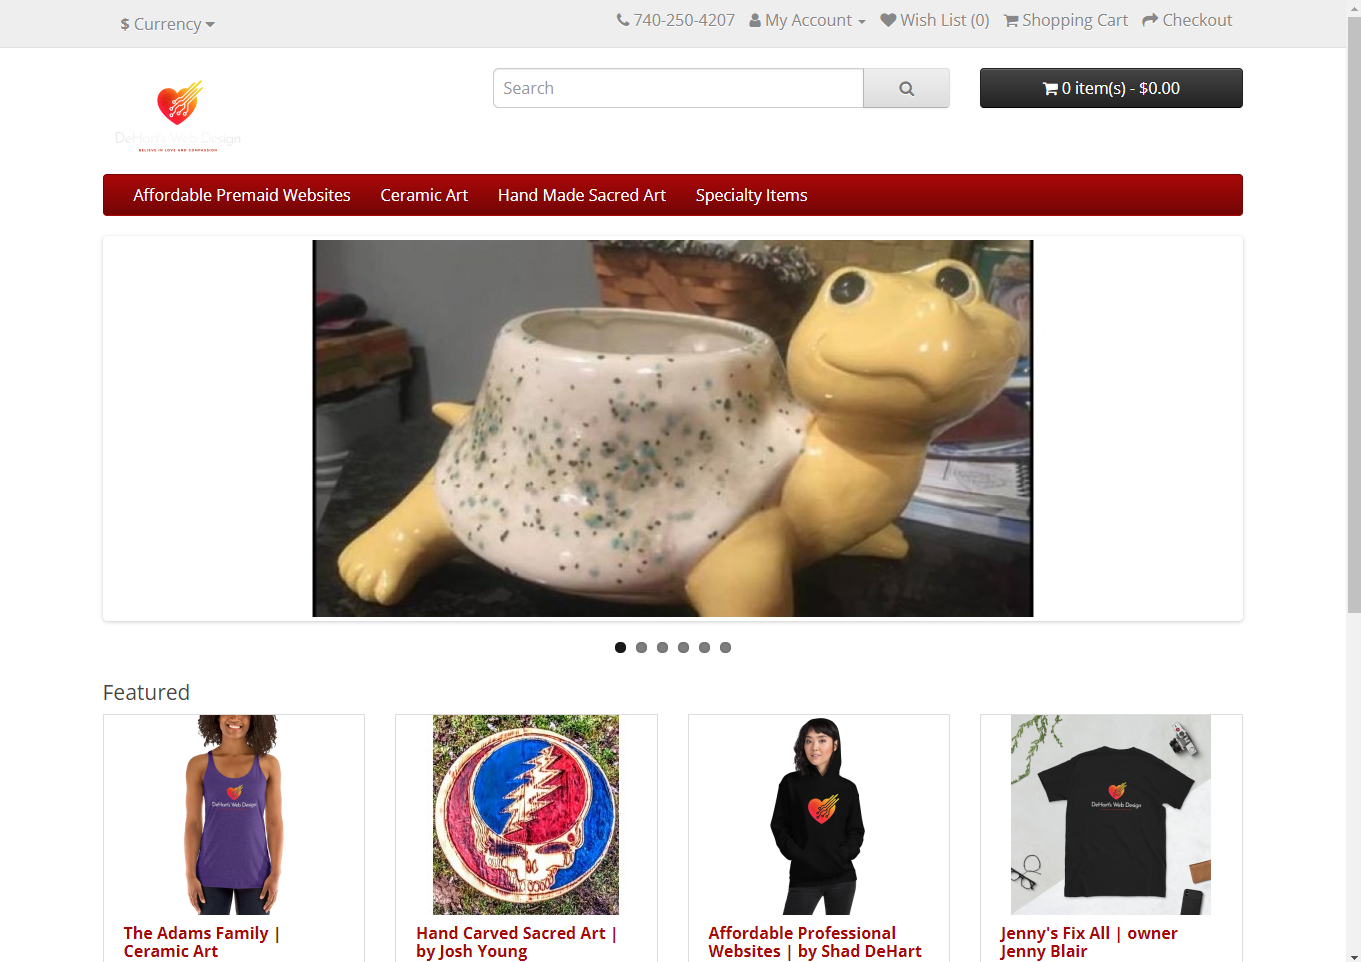 $ Currency
740-250-4207 My Account Wish List (0) Shopping Cart Checkout
Search
0 item(s) - $0.00
DeHart's Web Design
BELIEVE IN LOVE AND COMPASSION
Affordable Premaid Websites Ceramic Art Hand Made Sacred Art Specialty Items
Featured
DeHart's Web Design
DeHart's Web Design
The Adams Family |
Ceramic Art
Hand Carved Sacred Art |
by Josh Young
Affordable Professional
Websites | by Shad DeHart
Jenny's Fix All | owner
Jenny Blair